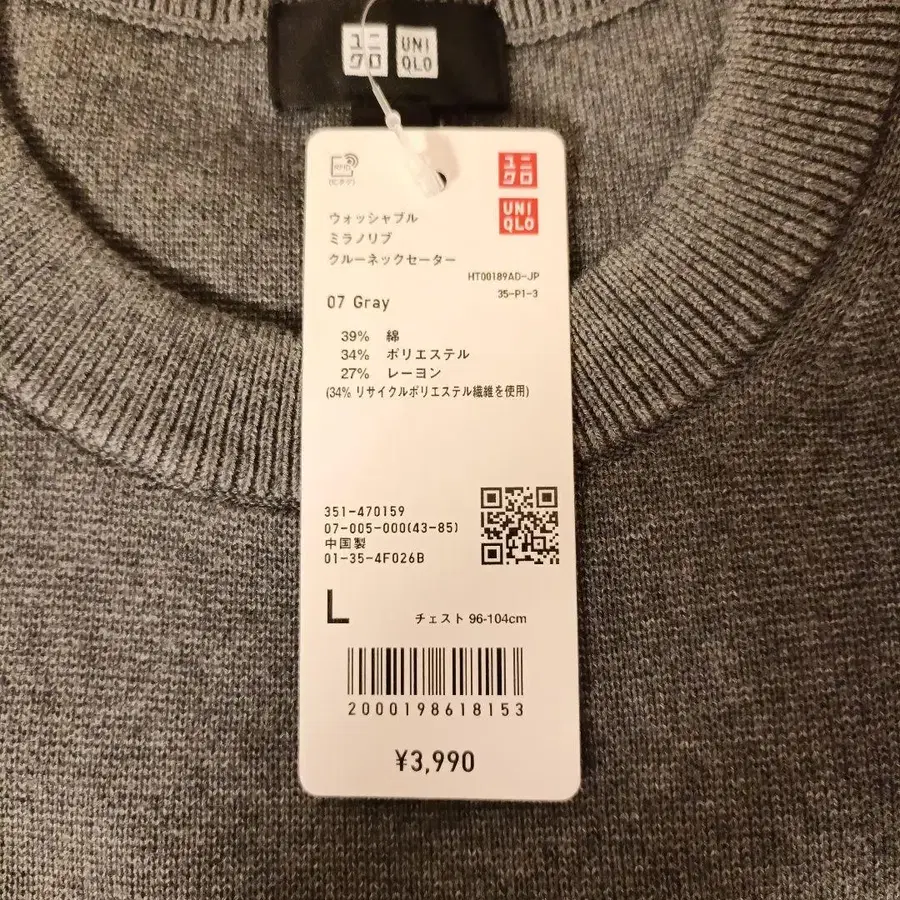 ユニ
クロ
UNI
QLO
ユニ
クロ
UNI
QLO
ウォッシャブル
ミラノリブ
クルーネックセーター
HT00189AD-JP
35-P1-3
07 Gray
39% 綿
34% ポリエステル
27% レーヨン
(34% リサイクルポリエステル繊維を使用)
351-470159
07-005-000(43-85)
中国製
01-35-4F026B
L
チェスト 96-104cm
2000198618153
¥3,990